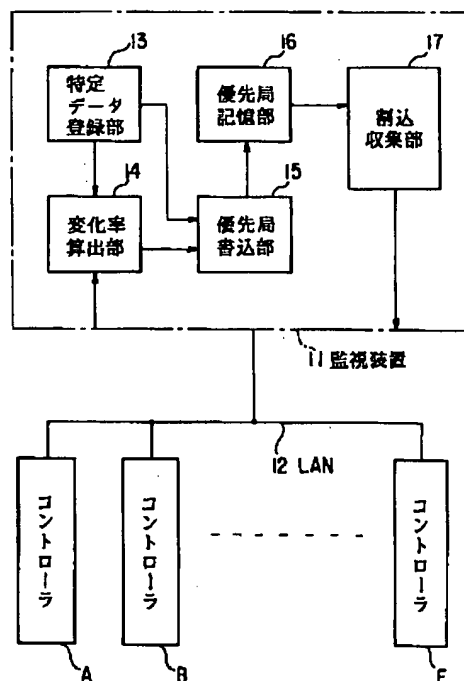 13
特定
データ
登録部
16
優先局
記憶部
17
割込
収集部
14
変化率
算出部
15
優先局
書込部
11 監視装置
12 LAN
コントローラ
A
コントローラ
B
コントローラ
F